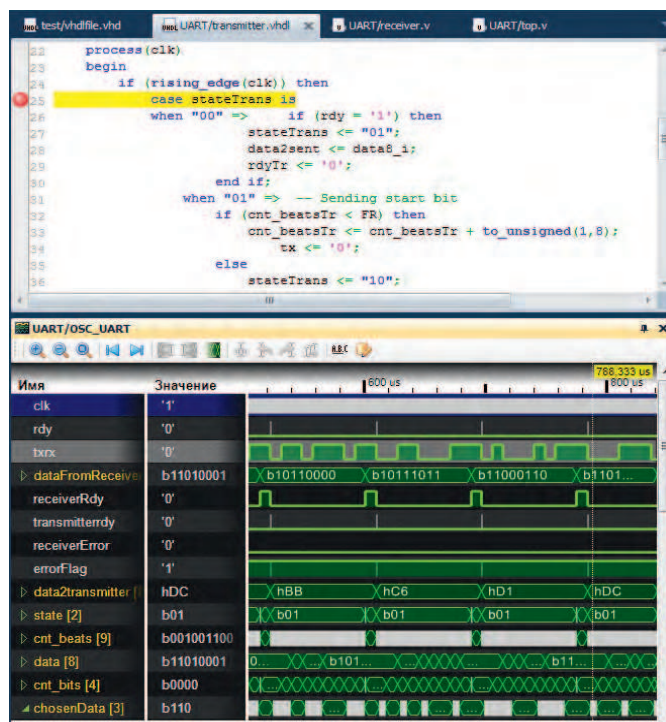 test/vhdlfile.vhd UART/transmitter.vhdl UART/receiver.v UART/top.v
22 process(clk)
23 begin
24 if (rising_edge(clk)) then
25 case stateTrans is
26 when "00" => if (rdy = '1') then
27 stateTrans <= "01";
28 data2sent <= data8_i;
29 rdyTr <= '0';
30 end if;
31 when "01" => -- Sending start bit
32 if (cnt_beatsTr < FR) then
33 cnt_beatsTr <= cnt_beatsTr + to_unsigned(1,8);
34 tx <= '0';
35 else
36 stateTrans <= "10";
UART/OSC_UART
A.B.C
788.333 us
Имя Значение 600 us 800 us
clk '1'
rdy '0'
txrx '0'
dataFromReceive b11010001 b10110000 b10111011 b11000110 b1101...
receiverRdy '0'
transmitterrdy '0'
receiverError '0'
errorFlag '1'
data2transmitter [ hDC hBB hC6 hD1 hDC
state [2] b01 b01 b01 b01 b01
cnt_beats [9] b001001100
data [8] b11010001 0... ... b101... ... ... b11... ...
cnt_bits [4] b0000 ... ... ... ...
chosenData [3] b110 ... ... ... ... ...